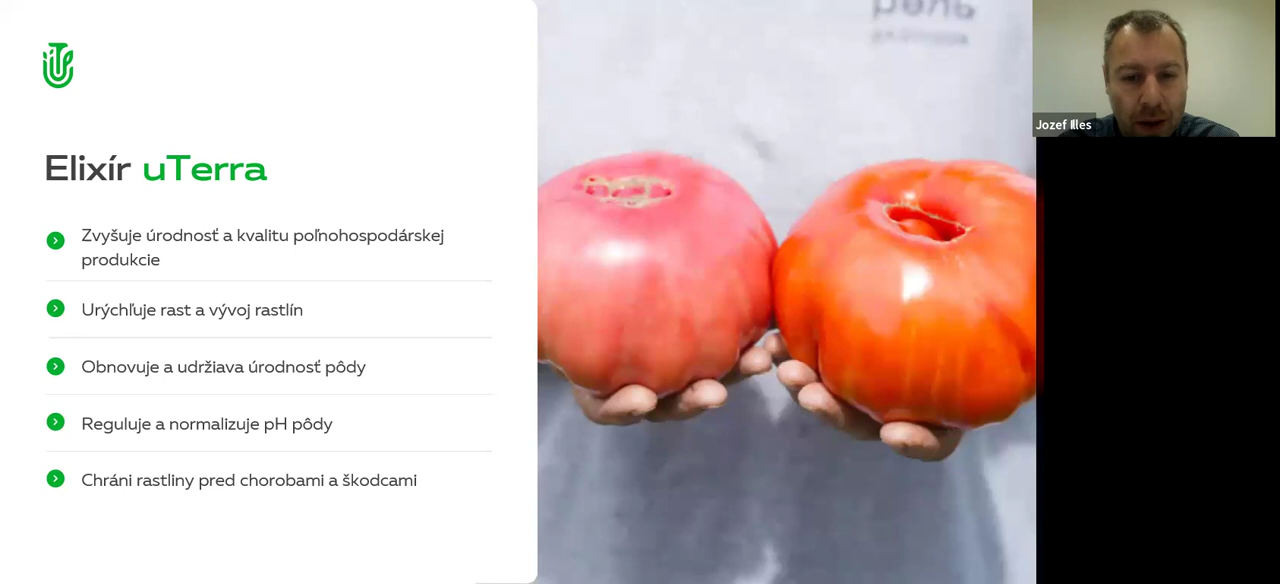 Elixír uTerra
Zvyšuje úrodnosť a kvalitu poľnohospodárskej
produkcie
Urýchľuje rast a vývoj rastlín
Obnovuje a udržiava úrodnosť pôdy
Reguluje a normalizuje pH pôdy
Chráni rastliny pred chorobami a škodcami
Jozef Illes